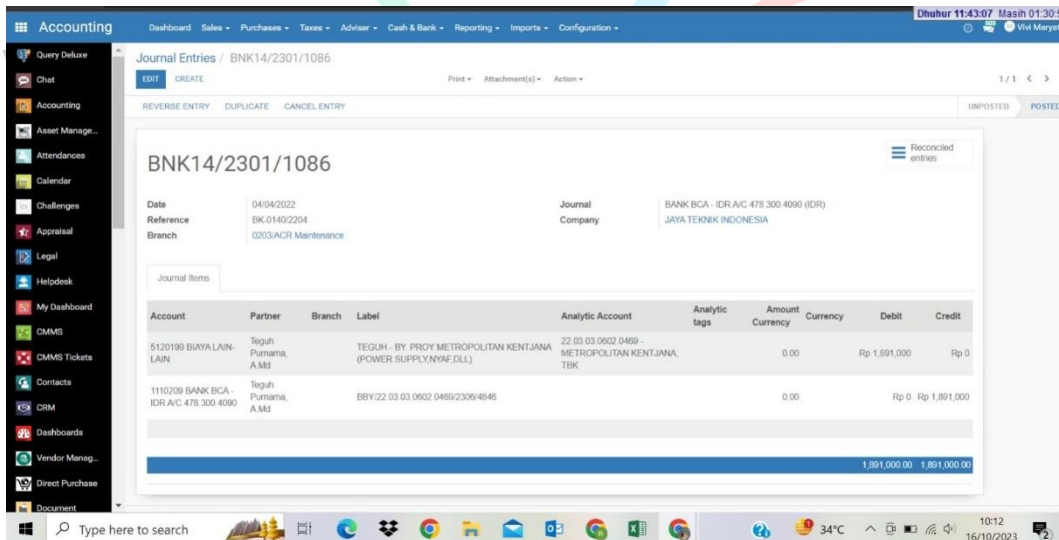 Dhuhur 11:43:07 Masih 01:30:
Accounting
Dashboard Sales Purchases Taxes Adviser Cash & Bank Reporting Imports Configuration
Vivi Maryat
Query Deluxe
Chat
Accounting
Asset Manage...
Attendances
Calendar
Challenges
Appraisal
Legal
Helpdesk
My Dashboard
CMMS
CMMS Tickets
Contacts
CRM
Dashboards
Vendor Manag...
Direct Purchase
Document
Journal Entries / BNK14/2301/1086
EDIT CREATE Print Attachment(s) Action 1 / 1
REVERSE ENTRY DUPLICATE CANCEL ENTRY UNPOSTED POSTED
Reconciled
entries
BNK14/2301/1086
Date 04/04/2022 Journal BANK BCA - IDR A/C 478.300.4090 (IDR)
Reference BK-0140/2204 Company JAYA TEKNIK INDONESIA
Branch 0203/ACR Maintenance
Journal Items
Account Partner Branch Label Analytic Account Analytic tags Amount Currency Currency Debit Credit
5120199 BIAYA LAIN-LAIN Teguh Purnama, A.Md TEGUH - BY. PROY METROPOLITAN KENTJANA (POWER SUPPLY,NYAF,DLL) 22.03.03.0602.0469 - METROPOLITAN KENTJANA, TBK 0.00 Rp 1,891,000 Rp 0
1110209 BANK BCA - IDR A/C 478.300.4090 Teguh Purnama, A.Md BBY/22.03.03.0602.0469/2306/4846 0.00 Rp 0 Rp 1,891,000
1,891,000.00 1,891,000.00
Type here to search
34°C
10:12
16/10/2023
2